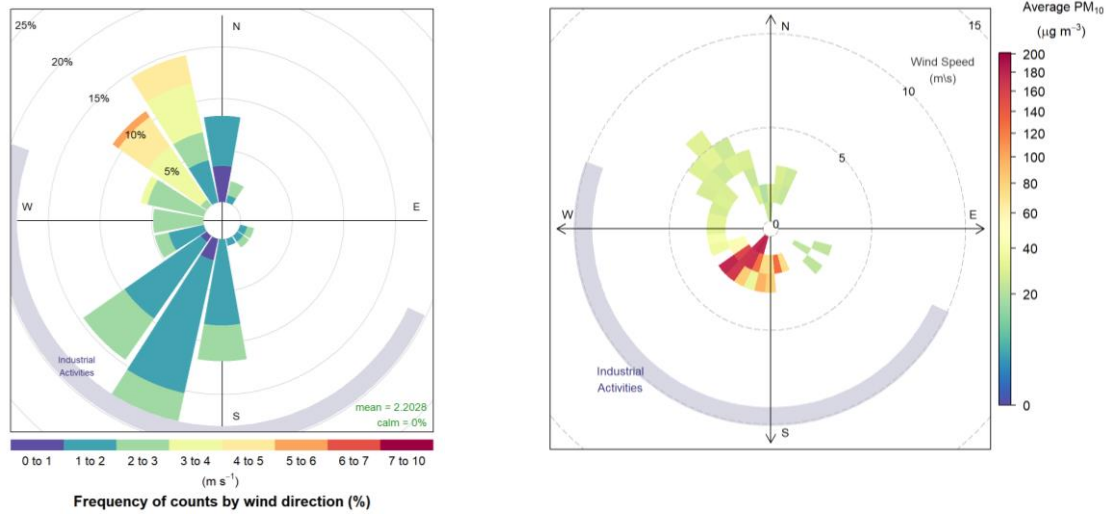 25%
20%
15%
10%
5%
N
W
E
S
Industrial
Activities
mean = 2.2028
calm = 0%
0 to 1 1 to 2 2 to 3 3 to 4 4 to 5 5 to 6 6 to 7 7 to 10
(m s⁻¹)
Frequency of counts by wind direction (%)
N
15
Wind Speed
(m\s)
10
5
0
W
E
S
Industrial
Activities
Average PM₁₀
(μg m⁻³)
200
180
160
140
120
100
80
60
40
20
0